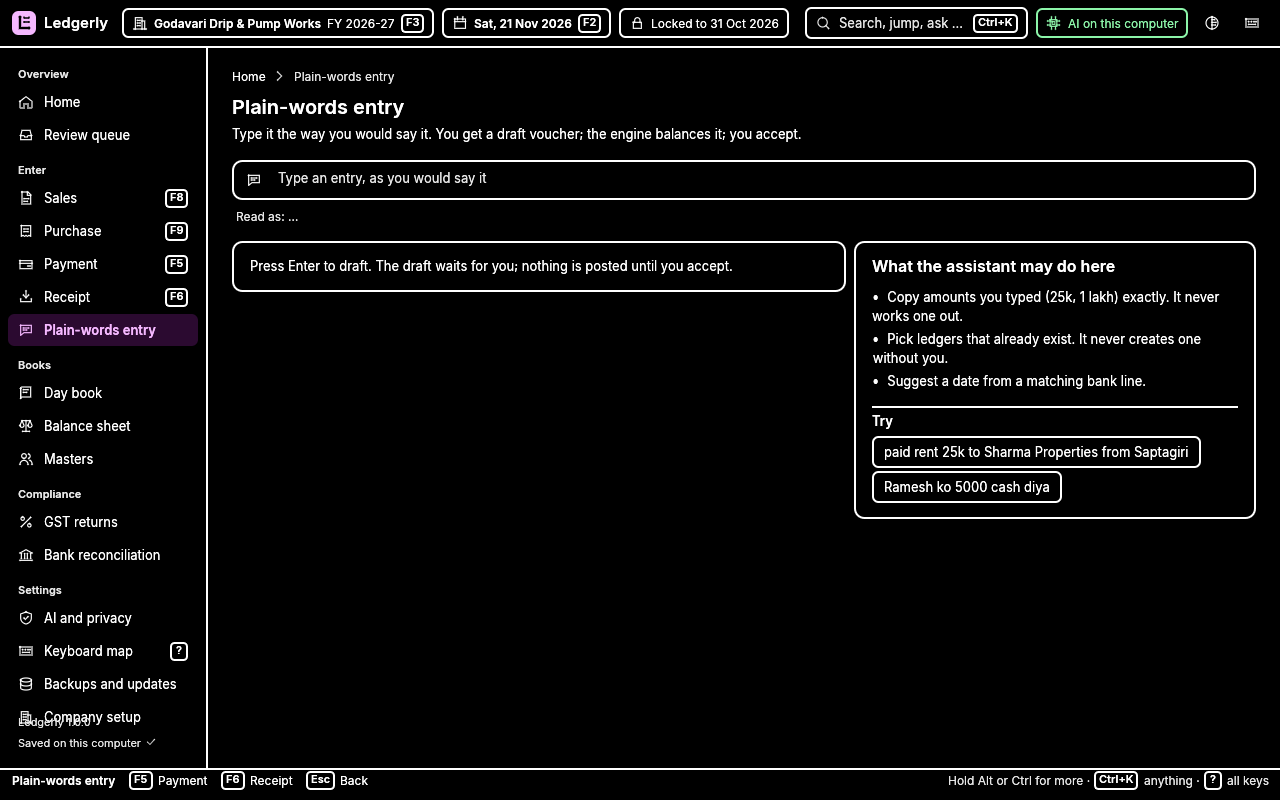 Ledgerly
Godavari Drip & Pump Works FY 2026-27 F3
Sat, 21 Nov 2026 F2
Locked to 31 Oct 2026
Search, jump, ask ... Ctrl+K
AI on this computer
Overview
Home
Review queue
Enter
Sales F8
Purchase F9
Payment F5
Receipt F6
Plain-words entry
Books
Day book
Balance sheet
Masters
Compliance
GST returns
Bank reconciliation
Settings
AI and privacy
Keyboard map ?
Backups and updates
Company setup
Ledgerly 1.0.0
Saved on this computer
Home > Plain-words entry
Plain-words entry
Type it the way you would say it. You get a draft voucher; the engine balances it; you accept.
Type an entry, as you would say it
Read as: ...
Press Enter to draft. The draft waits for you; nothing is posted until you accept.
What the assistant may do here
• Copy amounts you typed (25k, 1 lakh) exactly. It never
works one out.
• Pick ledgers that already exist. It never creates one
without you.
• Suggest a date from a matching bank line.
Try
paid rent 25k to Sharma Properties from Saptagiri
Ramesh ko 5000 cash diya
Plain-words entry F5 Payment F6 Receipt Esc Back
Hold Alt or Ctrl for more · Ctrl+K anything · ? all keys